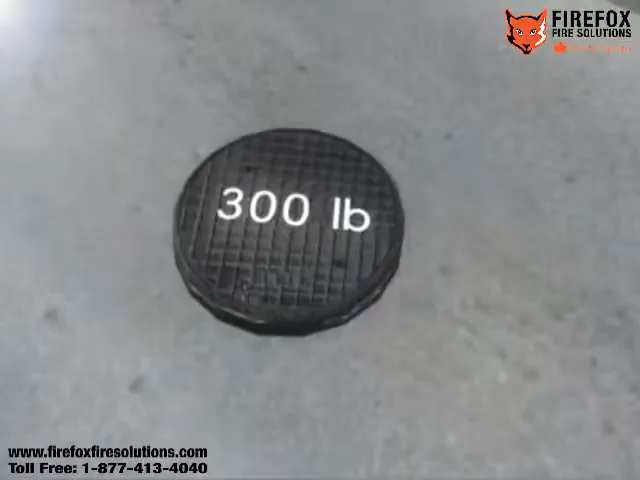 FIREFOX
FIRE SOLUTIONS
300 lb
www.firefoxfiresolutions.com
Toll Free: 1-877-413-4040